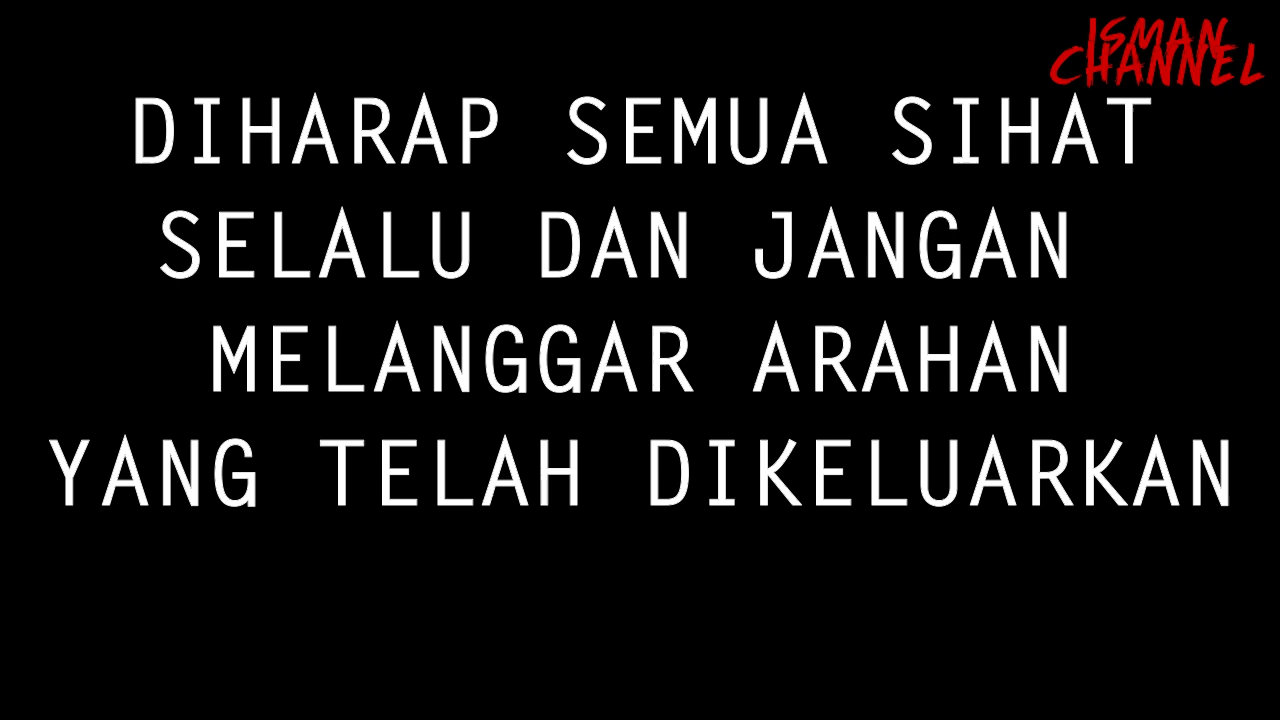 ISMAN
CHANNEL
DIHARAP SEMUA SIHAT
SELALU DAN JANGAN
MELANGGAR ARAHAN
YANG TELAH DIKELUARKAN